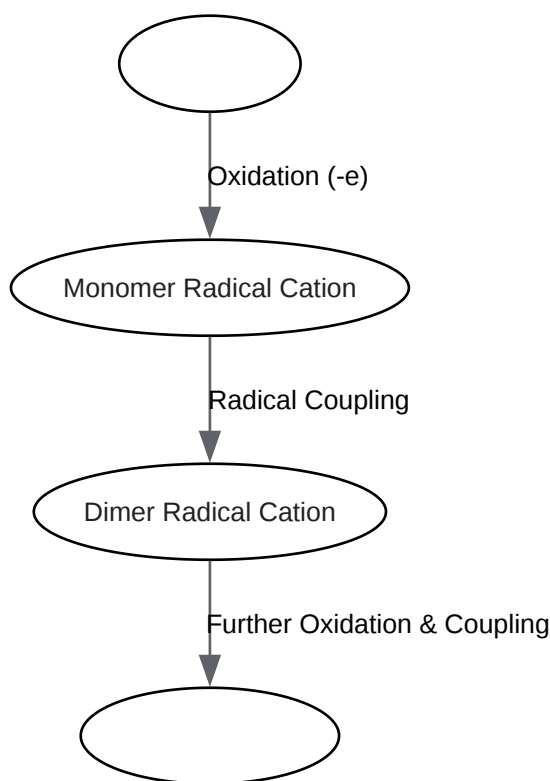 Oxidation (-e)
Monomer Radical Cation
Radical Coupling
Dimer Radical Cation
Further Oxidation & Coupling